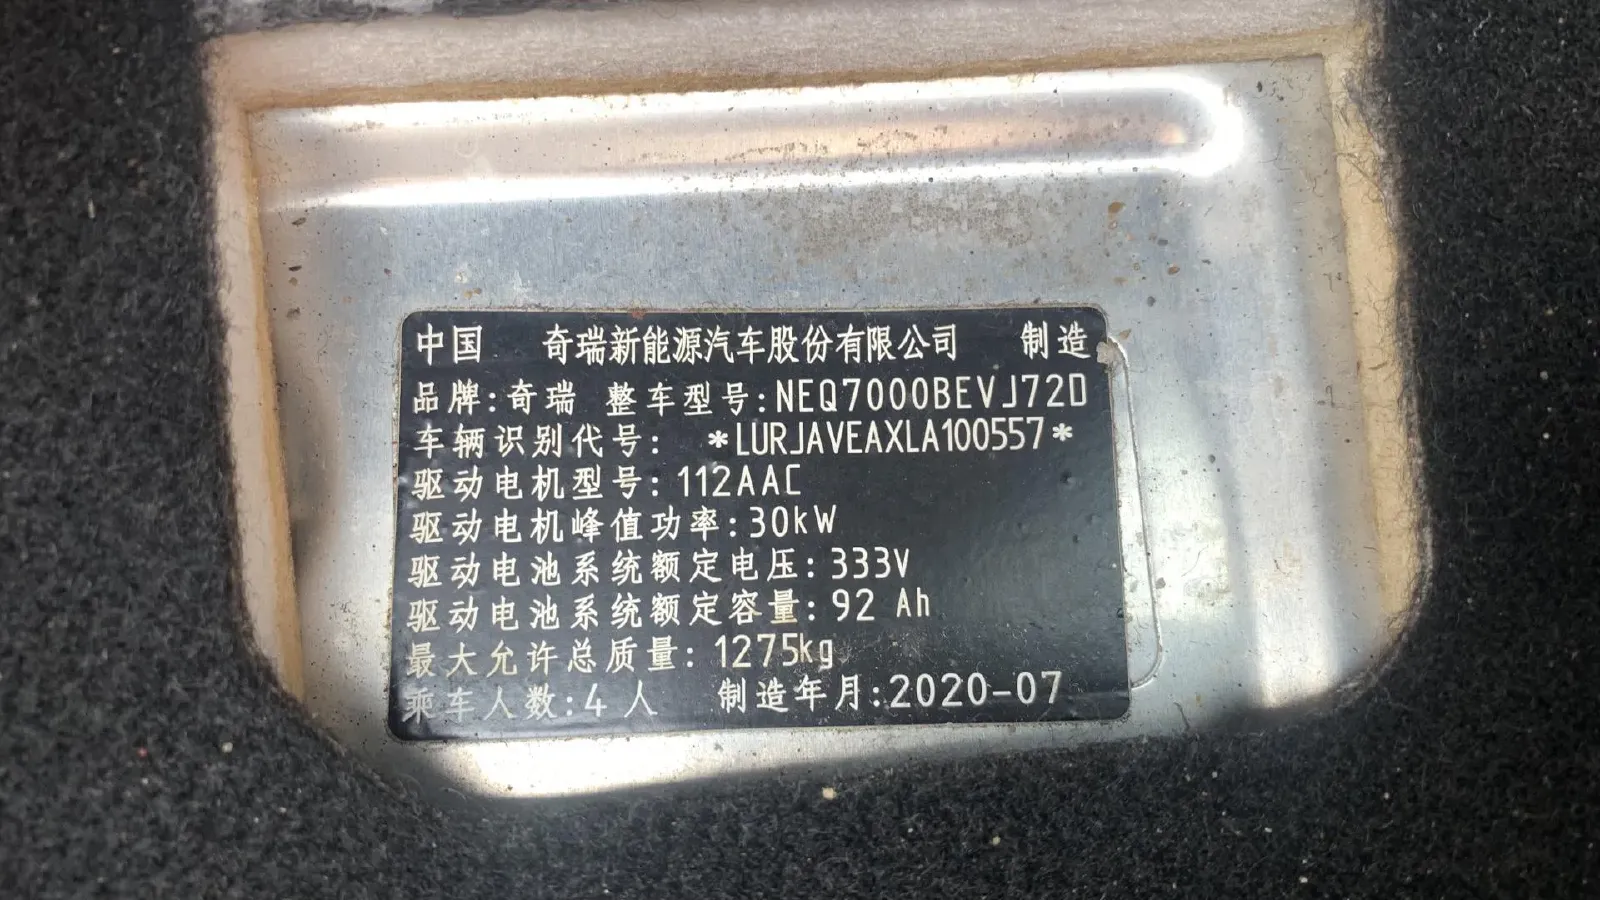 中国 奇瑞新能源汽车股份有限公司 制造
品牌:奇瑞 整车型号:NEQ7000BEVJ72D
车辆识别代号: *LURJAVEAXLA100557*
驱动电机型号:112AAC
驱动电机峰值功率:30kW
驱动电池系统额定电压:333V
驱动电池系统额定容量:92 Ah
最大允许总质量:1275kg
乘车人数:4 人 制造年月:2020-07